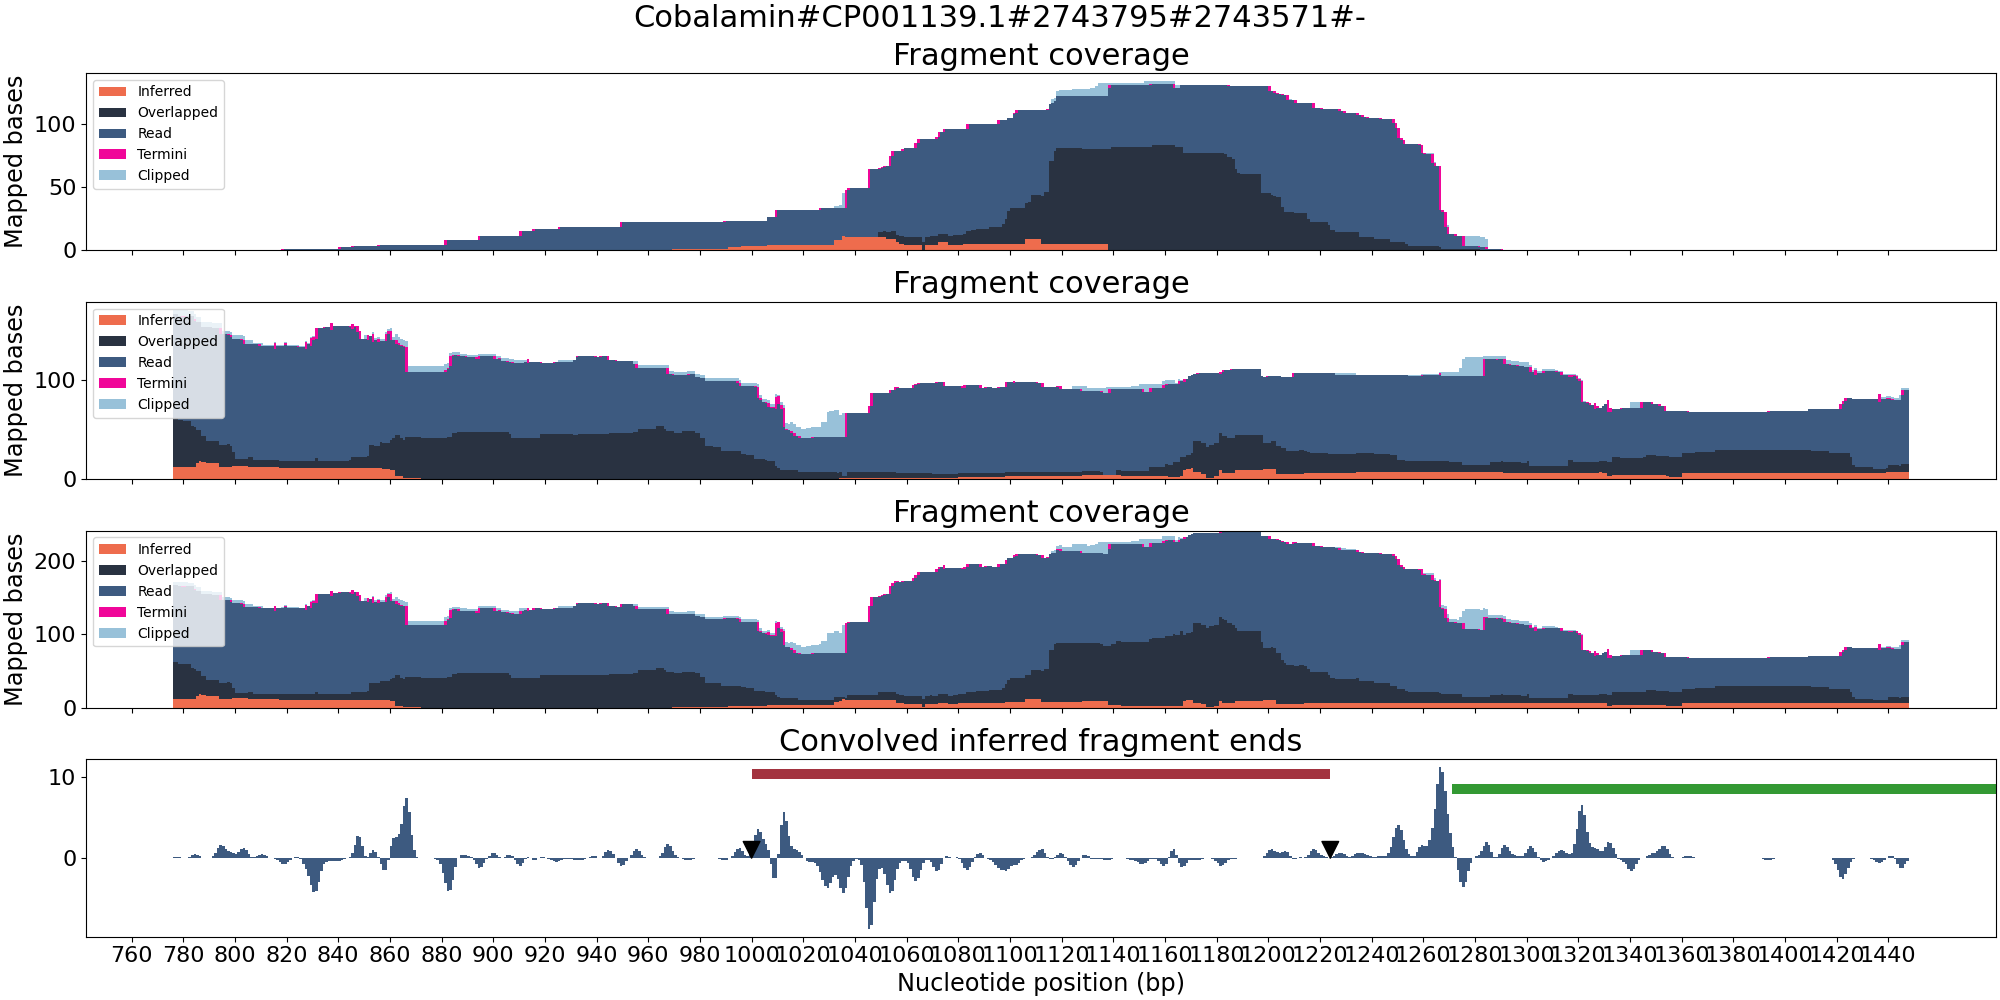 Cobalamin#CP001139.1#2743795#2743571#-
Fragment coverage
Mapped bases
100
50
0
Inferred
Overlapped
Read
Termini
Clipped
Fragment coverage
Mapped bases
100
0
Inferred
Overlapped
Read
Termini
Clipped
Fragment coverage
Mapped bases
200
100
0
Inferred
Overlapped
Read
Termini
Clipped
Convolved inferred fragment ends
10
0
760 780 800 820 840 860 880 900 920 940 960 980 1000 1020 1040 1060 1080 1100 1120 1140 1160 1180 1200 1220 1240 1260 1280 1300 1320 1340 1360 1380 1400 1420 1440
Nucleotide position (bp)